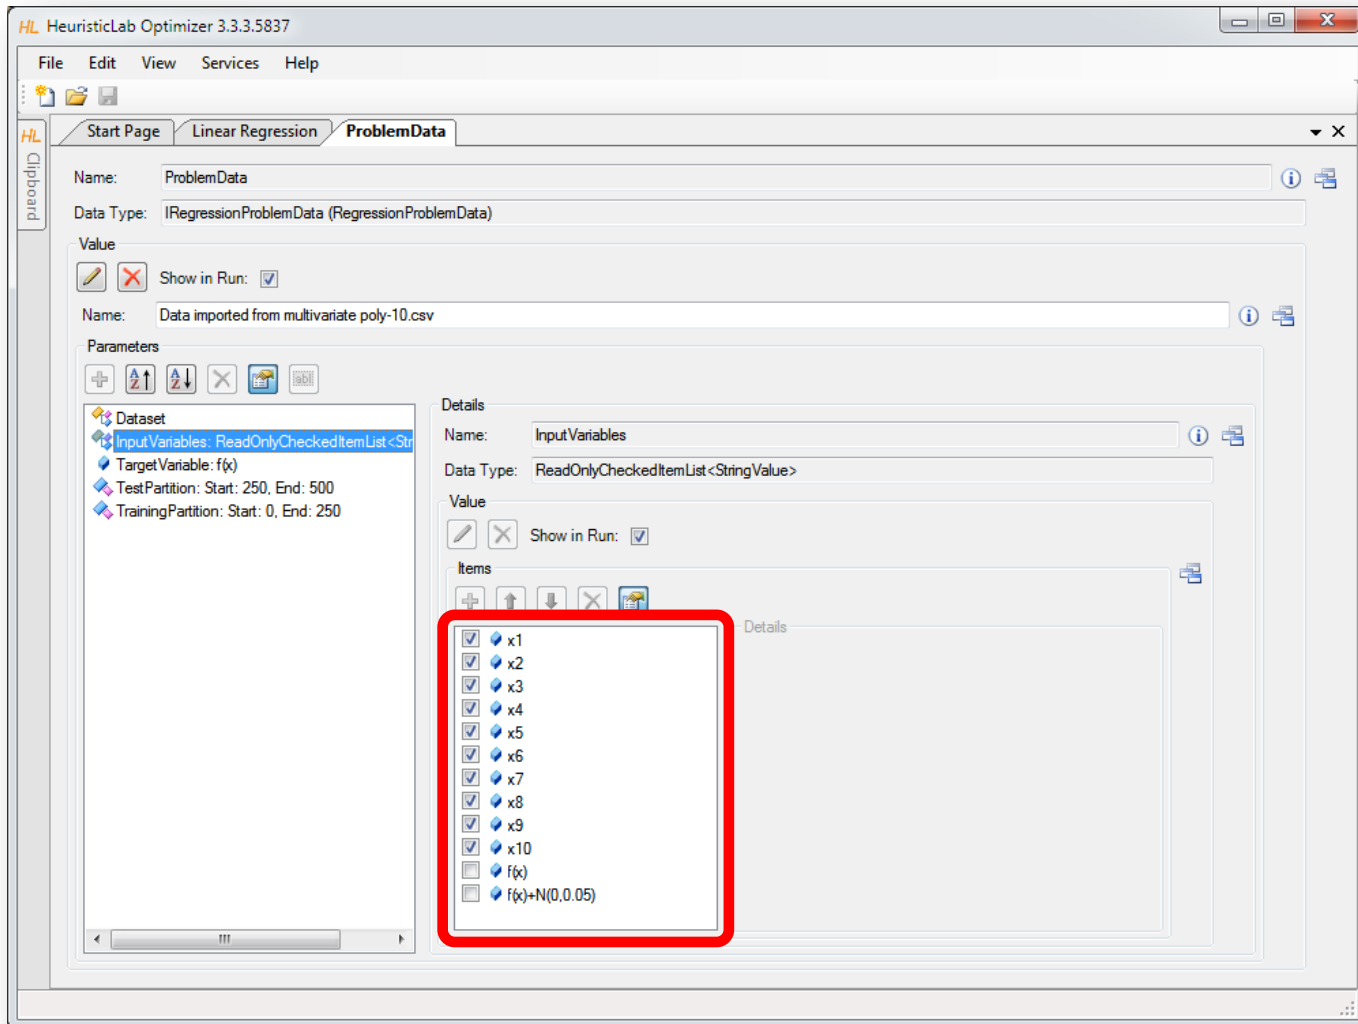 HL HeuristicLab Optimizer 3.3.3.5837
File Edit View Services Help
HL Clipboard
Start Page Linear Regression ProblemData
Name: ProblemData
Data Type: IRegressionProblemData (RegressionProblemData)
Value
Show in Run:
Name: Data imported from multivariate poly-10.csv
Parameters
Dataset
InputVariables: ReadOnlyCheckedItemList<Str
TargetVariable: f(x)
TestPartition: Start: 250, End: 500
TrainingPartition: Start: 0, End: 250
Details
Name: InputVariables
Data Type: ReadOnlyCheckedItemList<StringValue>
Value
Show in Run:
Items
x1
x2
x3
x4
x5
x6
x7
x8
x9
x10
f(x)
f(x)+N(0,0.05)
Details